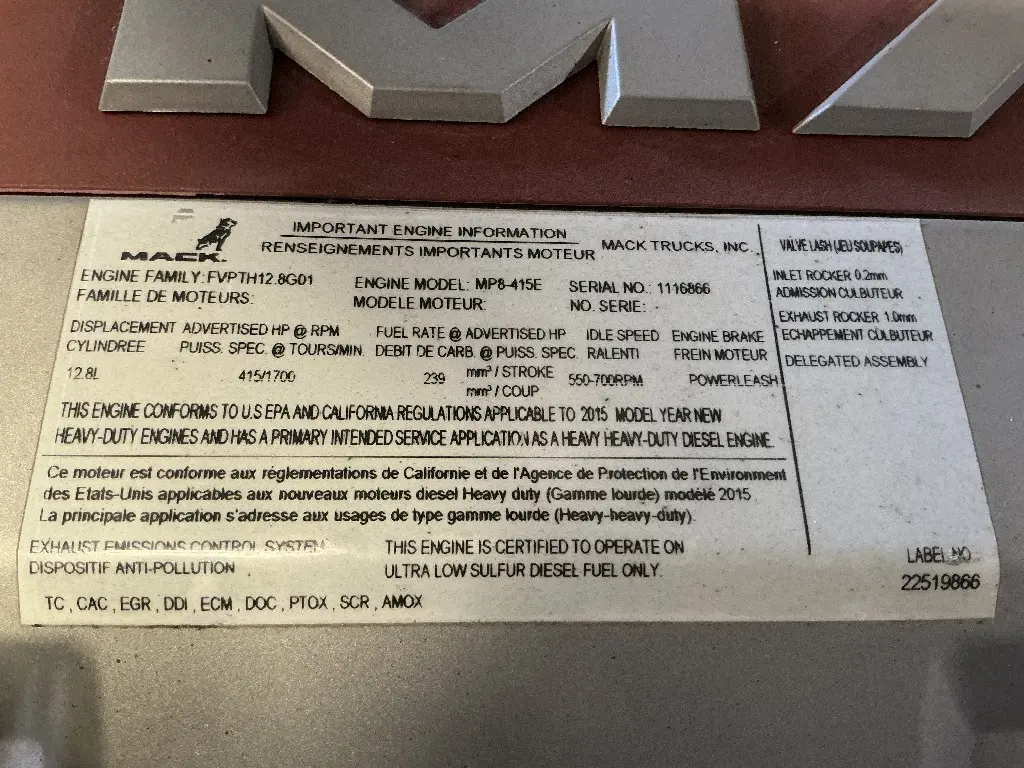 MA
MACK.
IMPORTANT ENGINE INFORMATION
RENSEIGNEMENTS IMPORTANTS MOTEUR
MACK TRUCKS, INC.
ENGINE FAMILY: FVPTH12.8G01 ENGINE MODEL: MP8-415E SERIAL NO.: 1116866
FAMILLE DE MOTEURS: MODELE MOTEUR: NO. SERIE:
DISPLACEMENT ADVERTISED HP @ RPM FUEL RATE @ ADVERTISED HP IDLE SPEED ENGINE BRAKE
CYLINDREE PUISS. SPEC. @ TOURS/MIN. DEBIT DE CARB. @ PUISS. SPEC. RALENTI FREIN MOTEUR
12.8L 415/1700 239 mm³ / STROKE 550-700RPM POWERLEASH
mm³ / COUP
THIS ENGINE CONFORMS TO U.S EPA AND CALIFORNIA REGULATIONS APPLICABLE TO 2015 MODEL YEAR NEW
HEAVY-DUTY ENGINES AND HAS A PRIMARY INTENDED SERVICE APPLICATION AS A HEAVY HEAVY-DUTY DIESEL ENGINE.
Ce moteur est conforme aux réglementations de Californie et de l'Agence de Protection de l'Environment
des Etats-Unis applicables aux nouveaux moteurs diesel Heavy duty (Gamme lourde) modélé 2015
La principale application s'adresse aux usages de type gamme lourde (Heavy-heavy-duty).
EXHAUST EMISSIONS CONTROL SYSTEM THIS ENGINE IS CERTIFIED TO OPERATE ON
DISPOSITIF ANTI-POLLUTION ULTRA LOW SULFUR DIESEL FUEL ONLY.
TC , CAC , EGR , DDI , ECM , DOC , PTOX , SCR , AMOX
VALVE LASH (JEU SOUPAPES)
INLET ROCKER 0.2mm
ADMISSION CULBUTEUR
EXHAUST ROCKER 1.0mm
ECHAPPEMENT CULBUTEUR
DELEGATED ASSEMBLY
LABEL NO
22519866